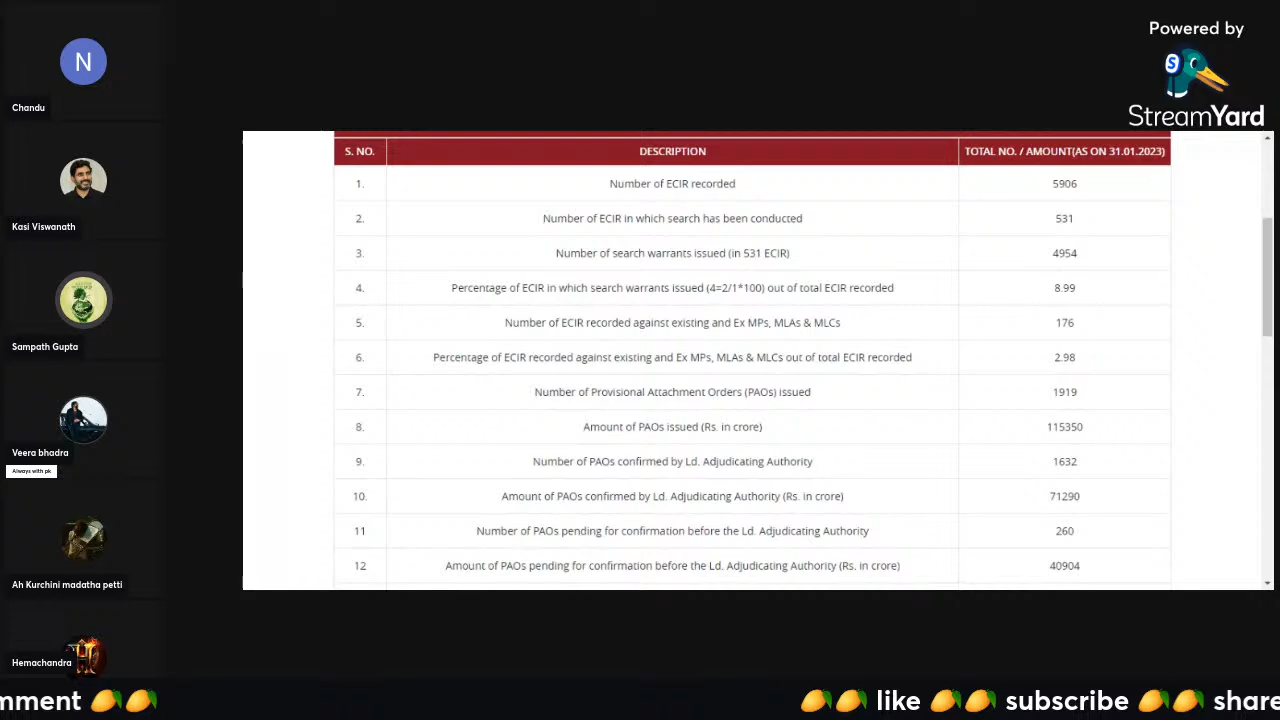 Powered by
StreamYard
N
Chandu
Kasi Viswanath
Sampath Gupta
Veera bhadra
Always with pk
Ah Kurchini madatha petti
Hemachandra
S. NO. DESCRIPTION TOTAL NO. / AMOUNT(AS ON 31.01.2023)
1. Number of ECIR recorded 5906
2. Number of ECIR in which search has been conducted 531
3. Number of search warrants issued (in 531 ECIR) 4954
4. Percentage of ECIR in which search warrants issued (4=2/1*100) out of total ECIR recorded 8.99
5. Number of ECIR recorded against existing and Ex MPs, MLAs & MLCs 176
6. Percentage of ECIR recorded against existing and Ex MPs, MLAs & MLCs out of total ECIR recorded 2.98
7. Number of Provisional Attachment Orders (PAOs) issued 1919
8. Amount of PAOs issued (Rs. in crore) 115350
9. Number of PAOs confirmed by Ld. Adjudicating Authority 1632
10. Amount of PAOs confirmed by Ld. Adjudicating Authority (Rs. in crore) 71290
11 Number of PAOs pending for confirmation before the Ld. Adjudicating Authority 260
12 Amount of PAOs pending for confirmation before the Ld. Adjudicating Authority (Rs. in crore) 40904
mment 🥭🥭 🥭🥭 like 🥭🥭 subscribe 🥭🥭 share